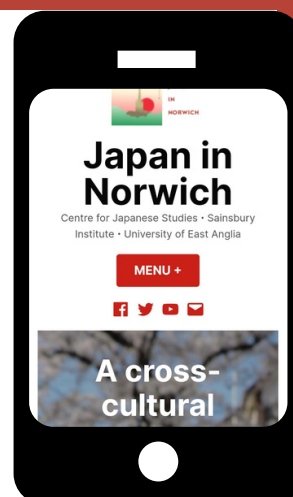 IN
NORWICH
Japan in
Norwich
Centre for Japanese Studies • Sainsbury
Institute • University of East Anglia
MENU +
A cross-
cultural